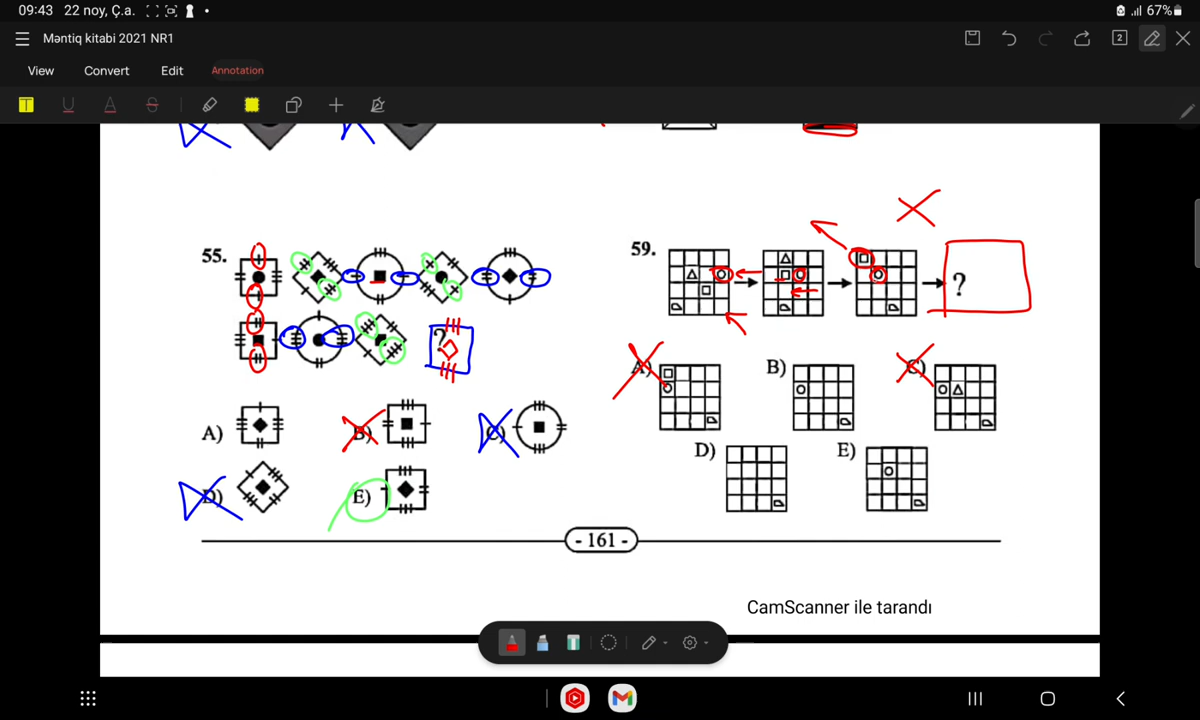 09:43 22 noy, Ç.a. 67%
Məntiq kitabi 2021 NR1
2
View Convert Edit Annotation
T U A S
55.
?
A) B) C)
D) E)
59.
?
A) B) C)
D) E)
- 161 -
CamScanner ile tarandı